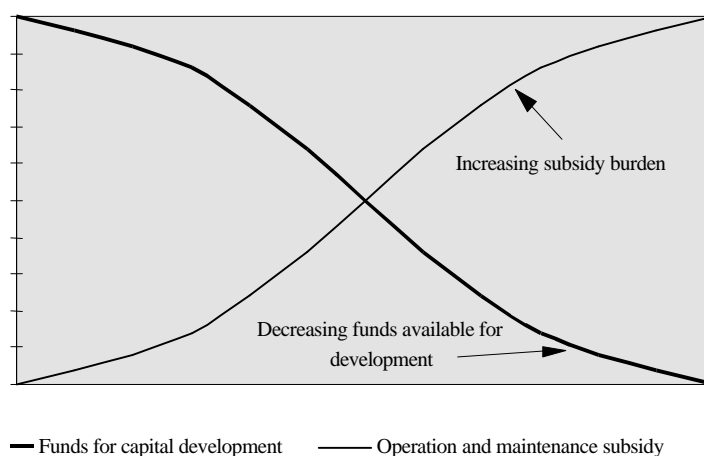 Increasing subsidy burden
Decreasing funds available for
development
Funds for capital development
Operation and maintenance subsidy